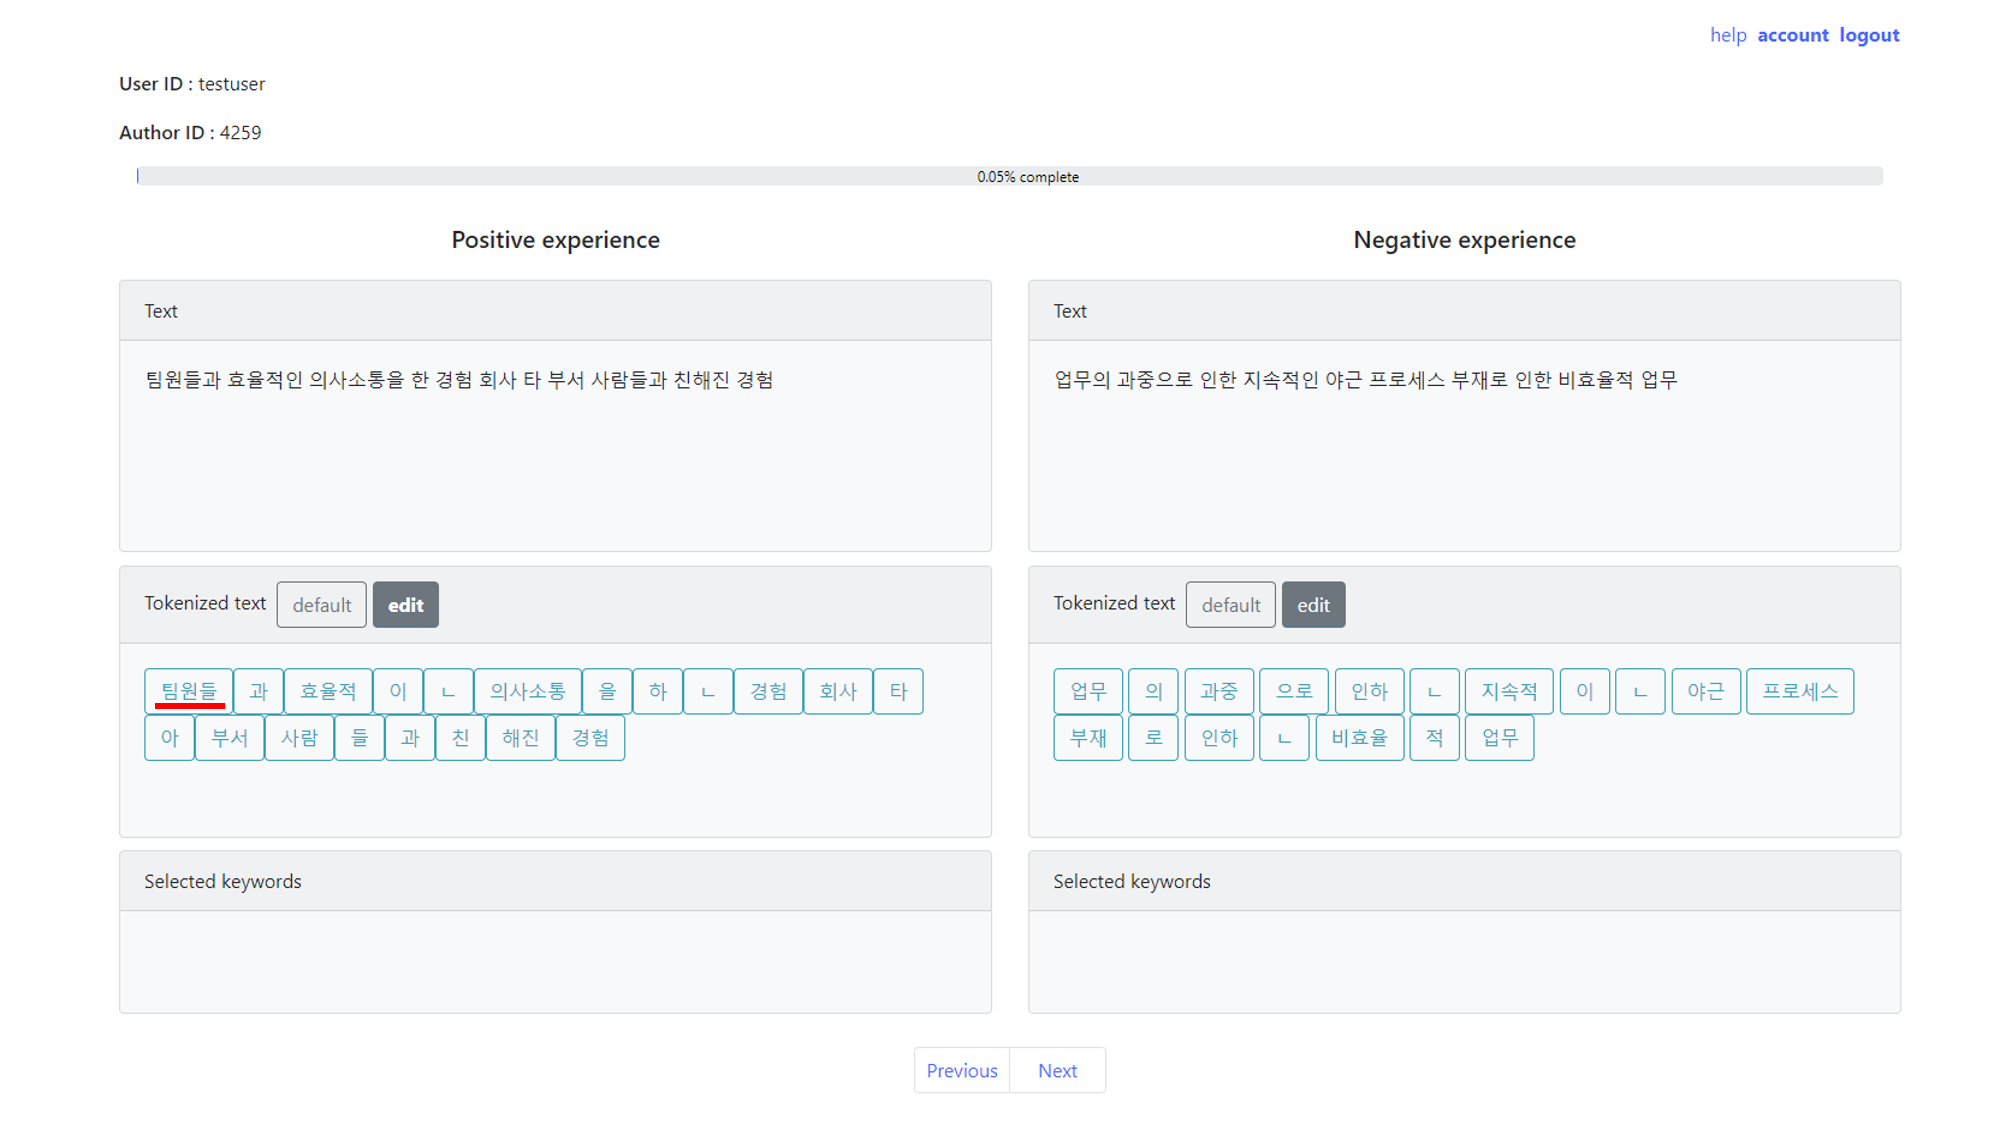 help account logout
User ID : testuser
Author ID : 4259
0.05% complete
Positive experience
Text
팀원들과 효율적인 의사소통을 한 경험 회사 타 부서 사람들과 친해진 경험
Tokenized text default edit
팀원들 과 효율적 이 ㄴ 의사소통 을 하 ㄴ 경험 회사 타
아 부서 사람 들 과 친 해진 경험
Selected keywords
Negative experience
Text
업무의 과중으로 인한 지속적인 야근 프로세스 부재로 인한 비효율적 업무
Tokenized text default edit
업무 의 과중 으로 인하 ㄴ 지속적 이 ㄴ 야근 프로세스
부재 로 인하 ㄴ 비효율 적 업무
Selected keywords
Previous Next